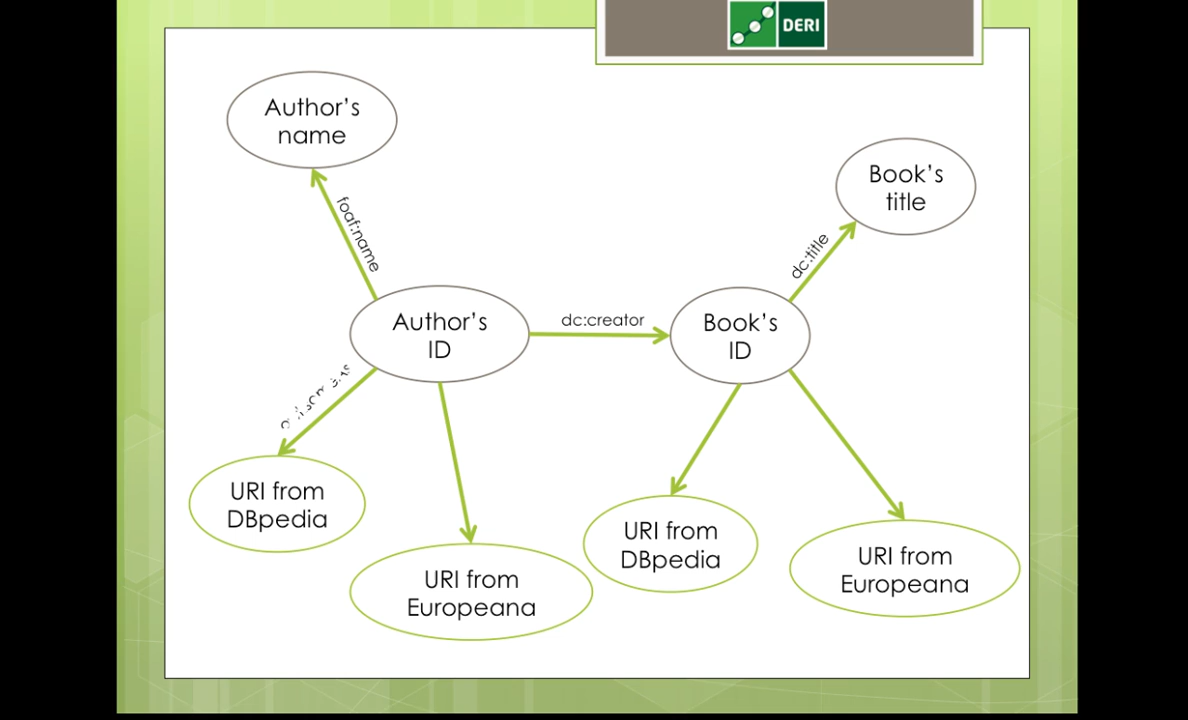 DERI
Author's
name
Book's
title
foaf:name
dc:title
Author's
ID
dc:creator
Book's
ID
URI from
DBpedia
URI from
Europeana
URI from
DBpedia
URI from
Europeana